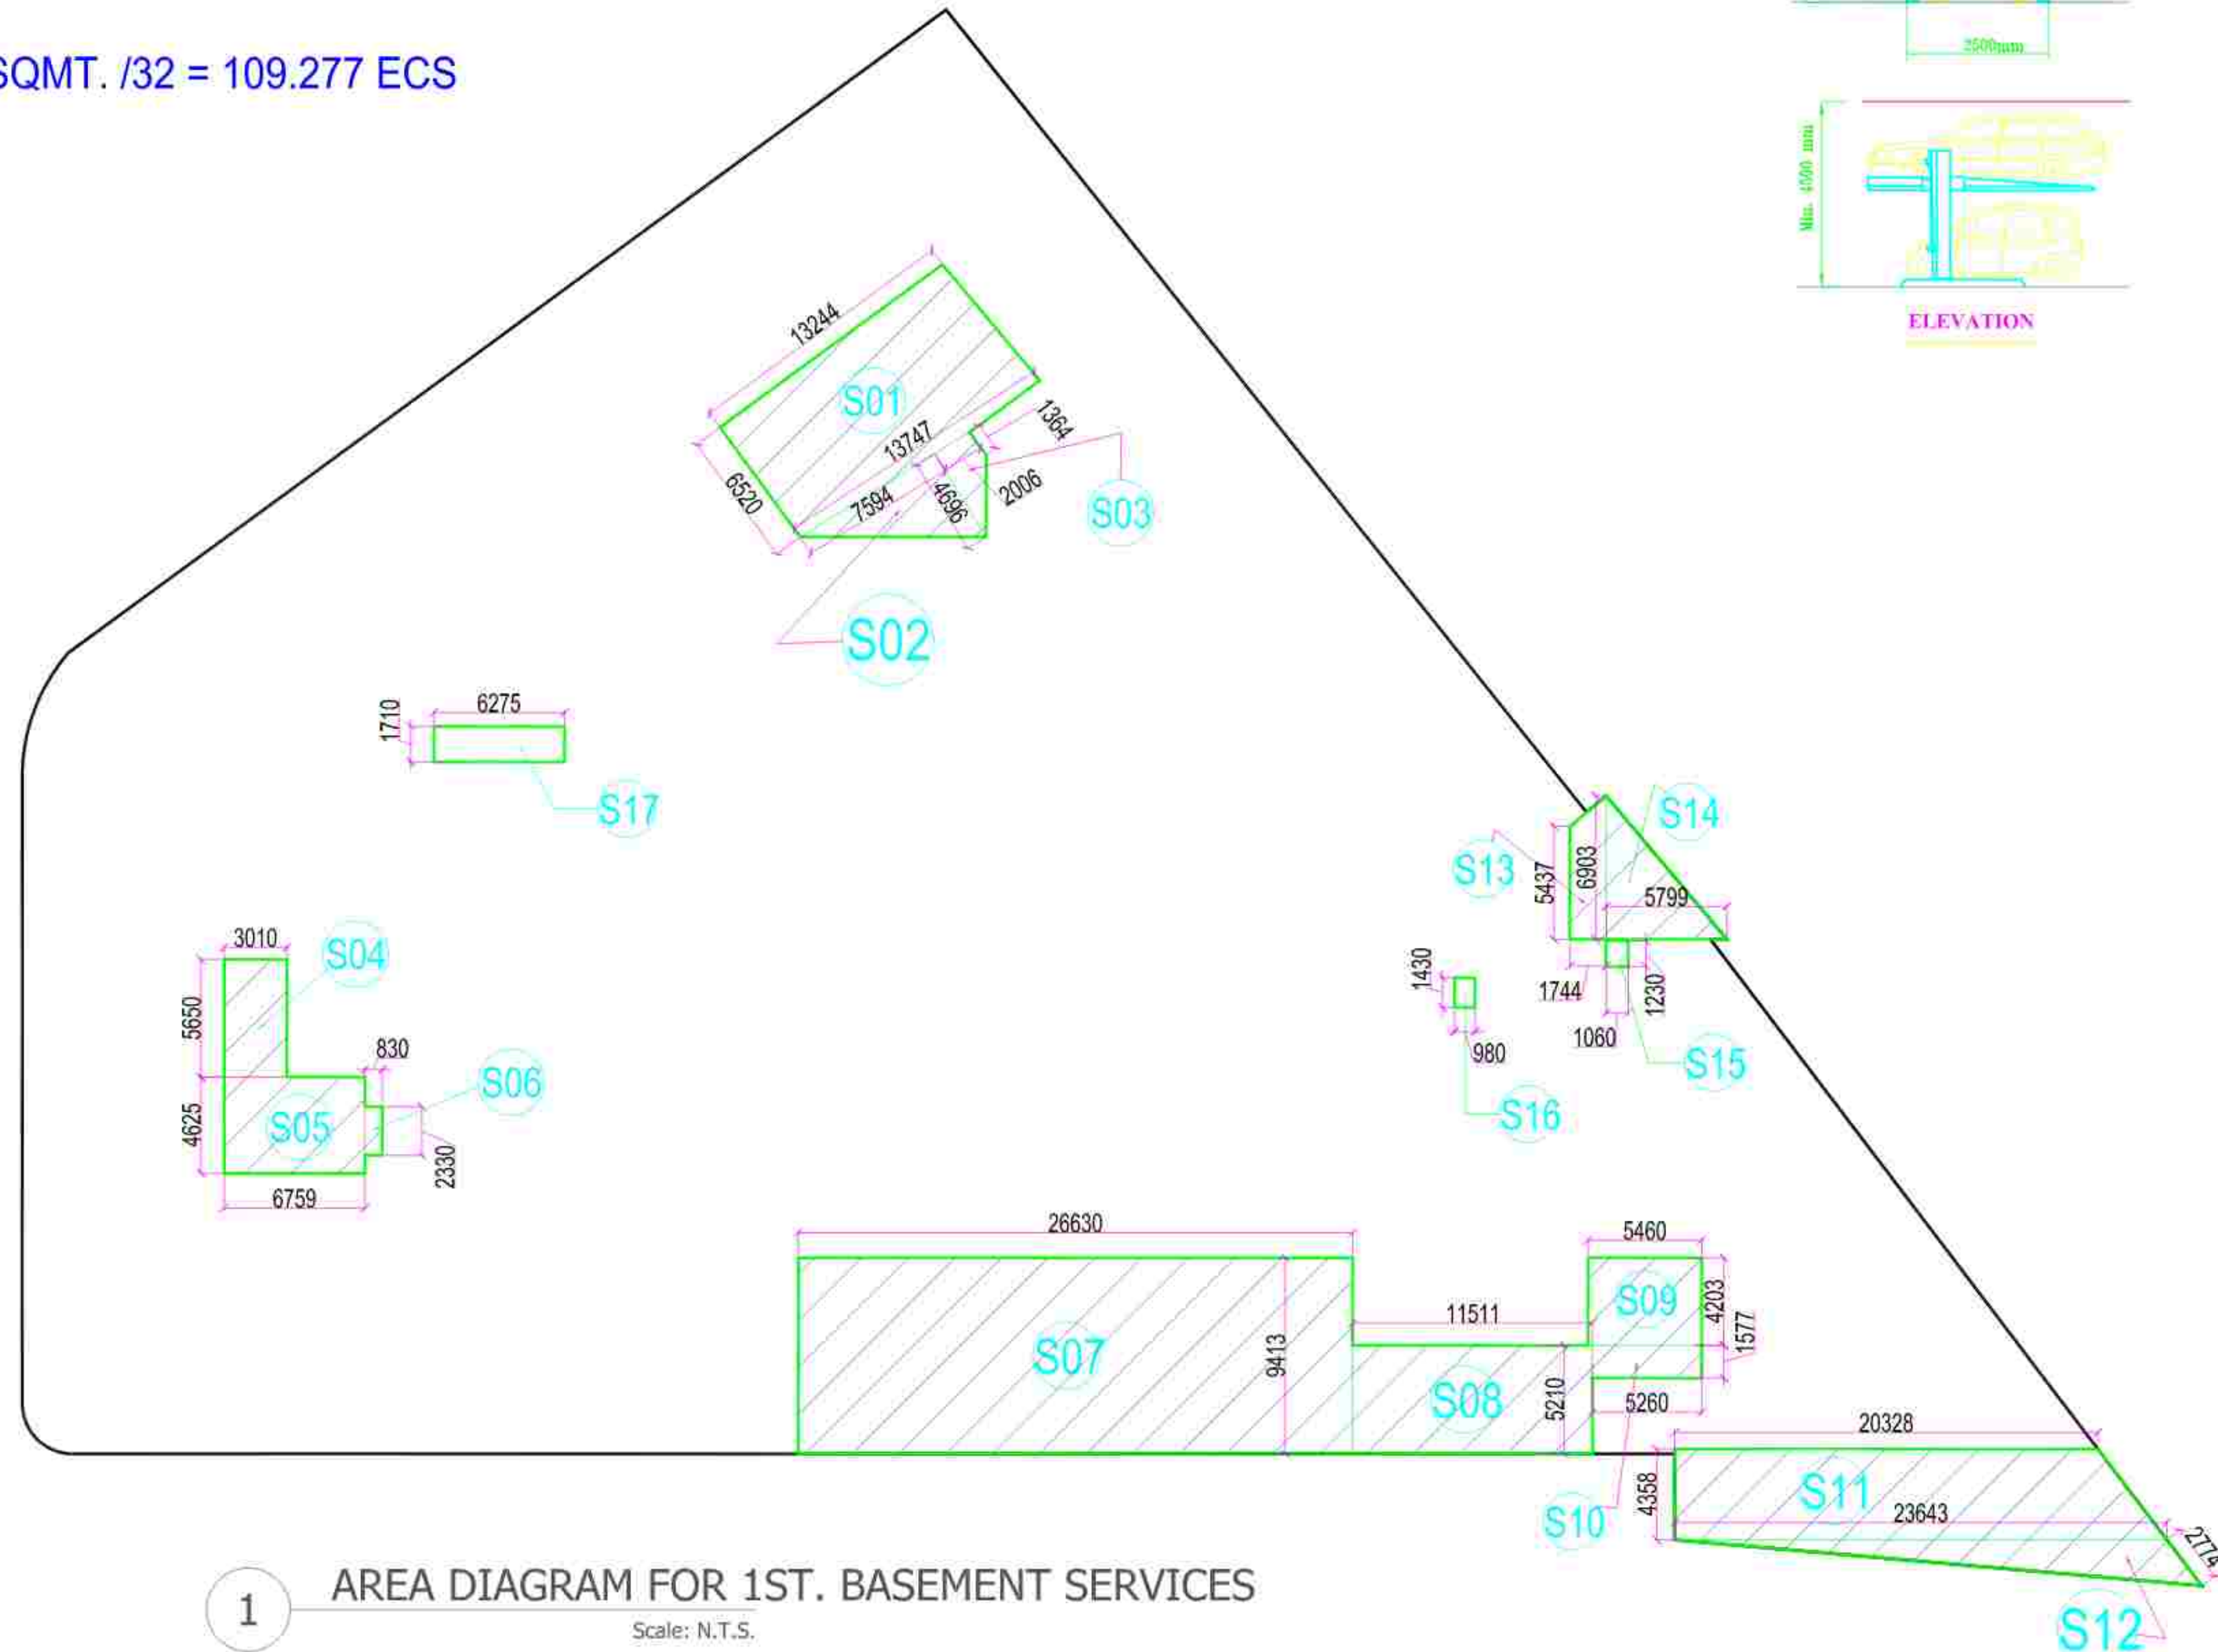 SQMT. /32 = 109.277 ECS
2500mm
Min. 4000 mm
ELEVATION
13244
S01
13747
1364
6520
7594
4696
2006
S03
S02
1710
6275
S17
S14
S13
5437
6903
5799
3010
S04
1430
1744
1230
5650
980
1060
S15
830
S06
S16
4625
S05
2330
6759
26630
5460
11511
S09
4203
1577
S07
9413
S08
5210
5260
20328
4358
S11
S10
23643
2774
S12
1
AREA DIAGRAM FOR 1ST. BASEMENT SERVICES
Scale: N.T.S.